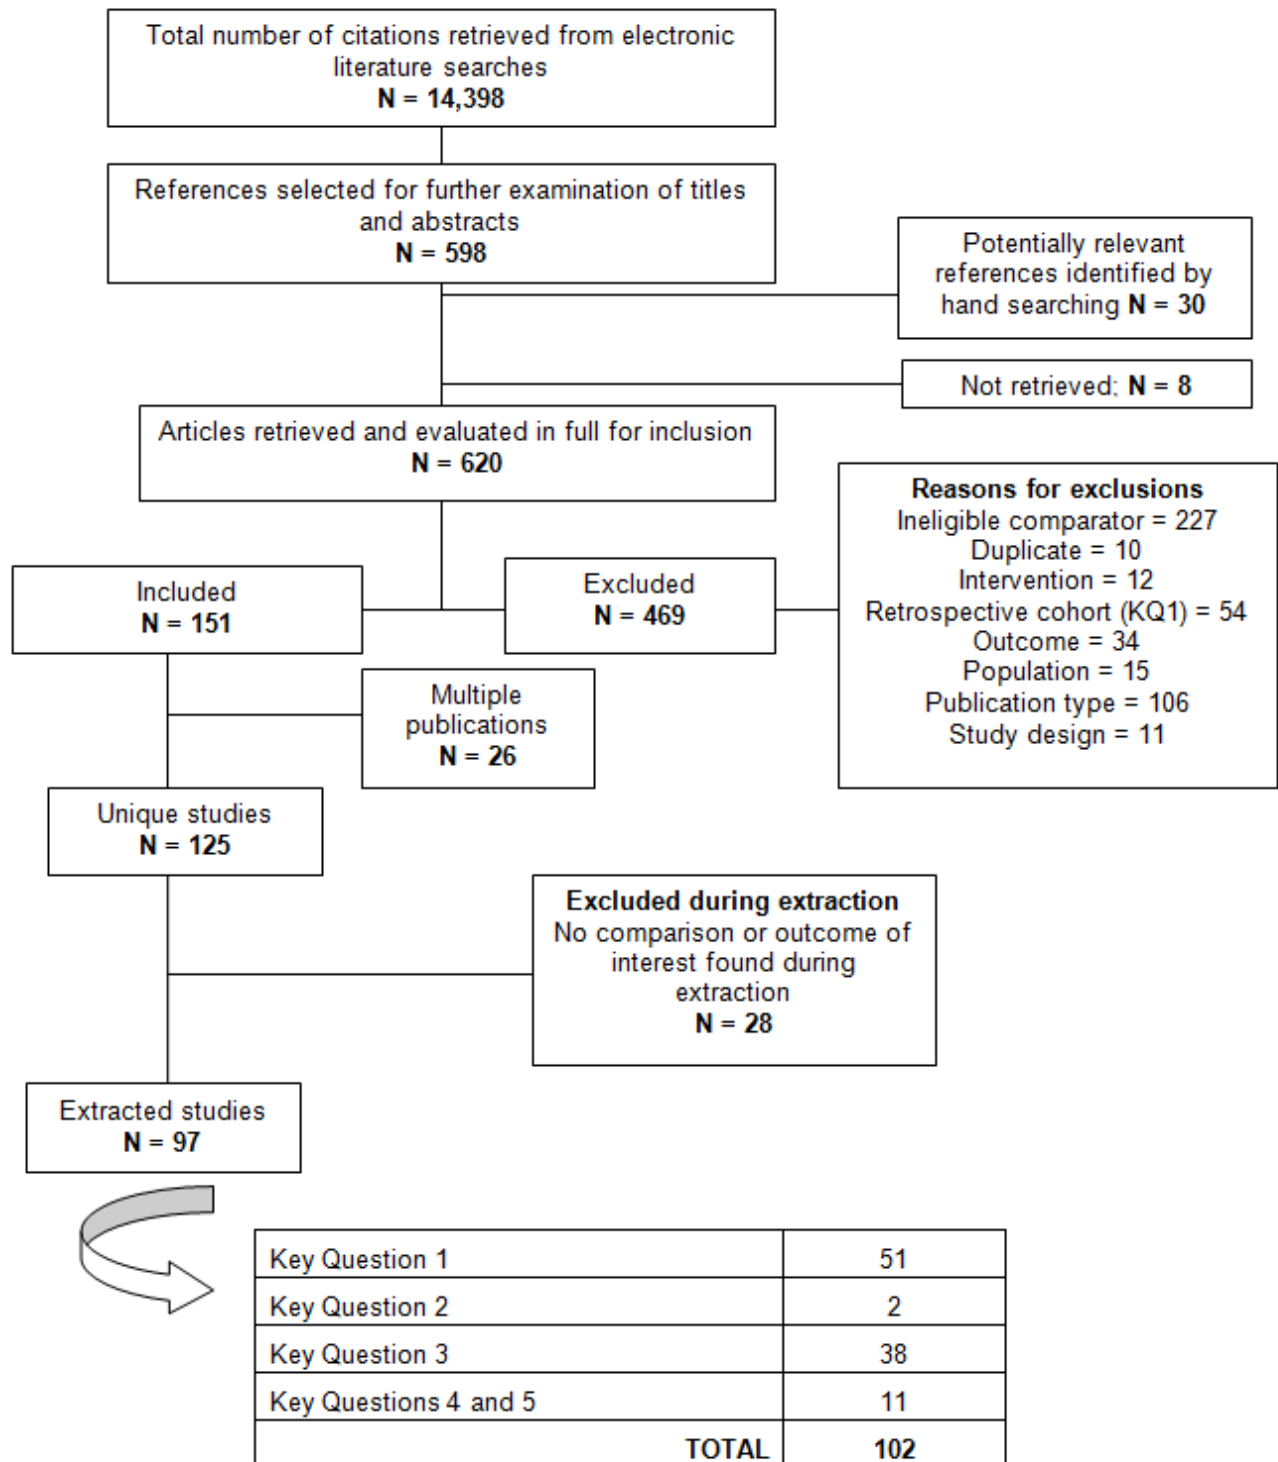 Total number of citations retrieved from electronic
literature searches
N = 14,398
References selected for further examination of titles
and abstracts
N = 598
Potentially relevant
references identified by
hand searching N = 30
Not retrieved; N = 8
Articles retrieved and evaluated in full for inclusion
N = 620
Reasons for exclusions
Ineligible comparator = 227
Duplicate = 10
Intervention = 12
Retrospective cohort (KQ1) = 54
Outcome = 34
Population = 15
Publication type = 106
Study design = 11
Included
N = 151
Excluded
N = 469
Multiple
publications
N = 26
Unique studies
N = 125
Excluded during extraction
No comparison or outcome of
interest found during
extraction
N = 28
Extracted studies
N = 97
Key Question 1 51
Key Question 2 2
Key Question 3 38
Key Questions 4 and 5 11
TOTAL 102